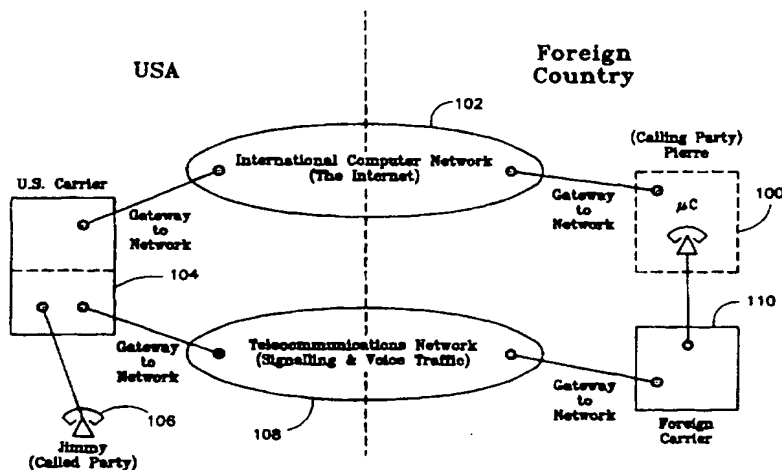 USA
Foreign
Country
102
(Calling Party)
Pierre
International Computer Network
(The Internet)
U.S. Carrier
Gateway
to
Network
Gateway
to
Network
μC
100
104
110
Telecommunications Network
(Signalling & Voice Traffic)
Gateway
to
Network
Gateway
to
Network
106
Jimmy
(Called Party)
108
Foreign
Carrier